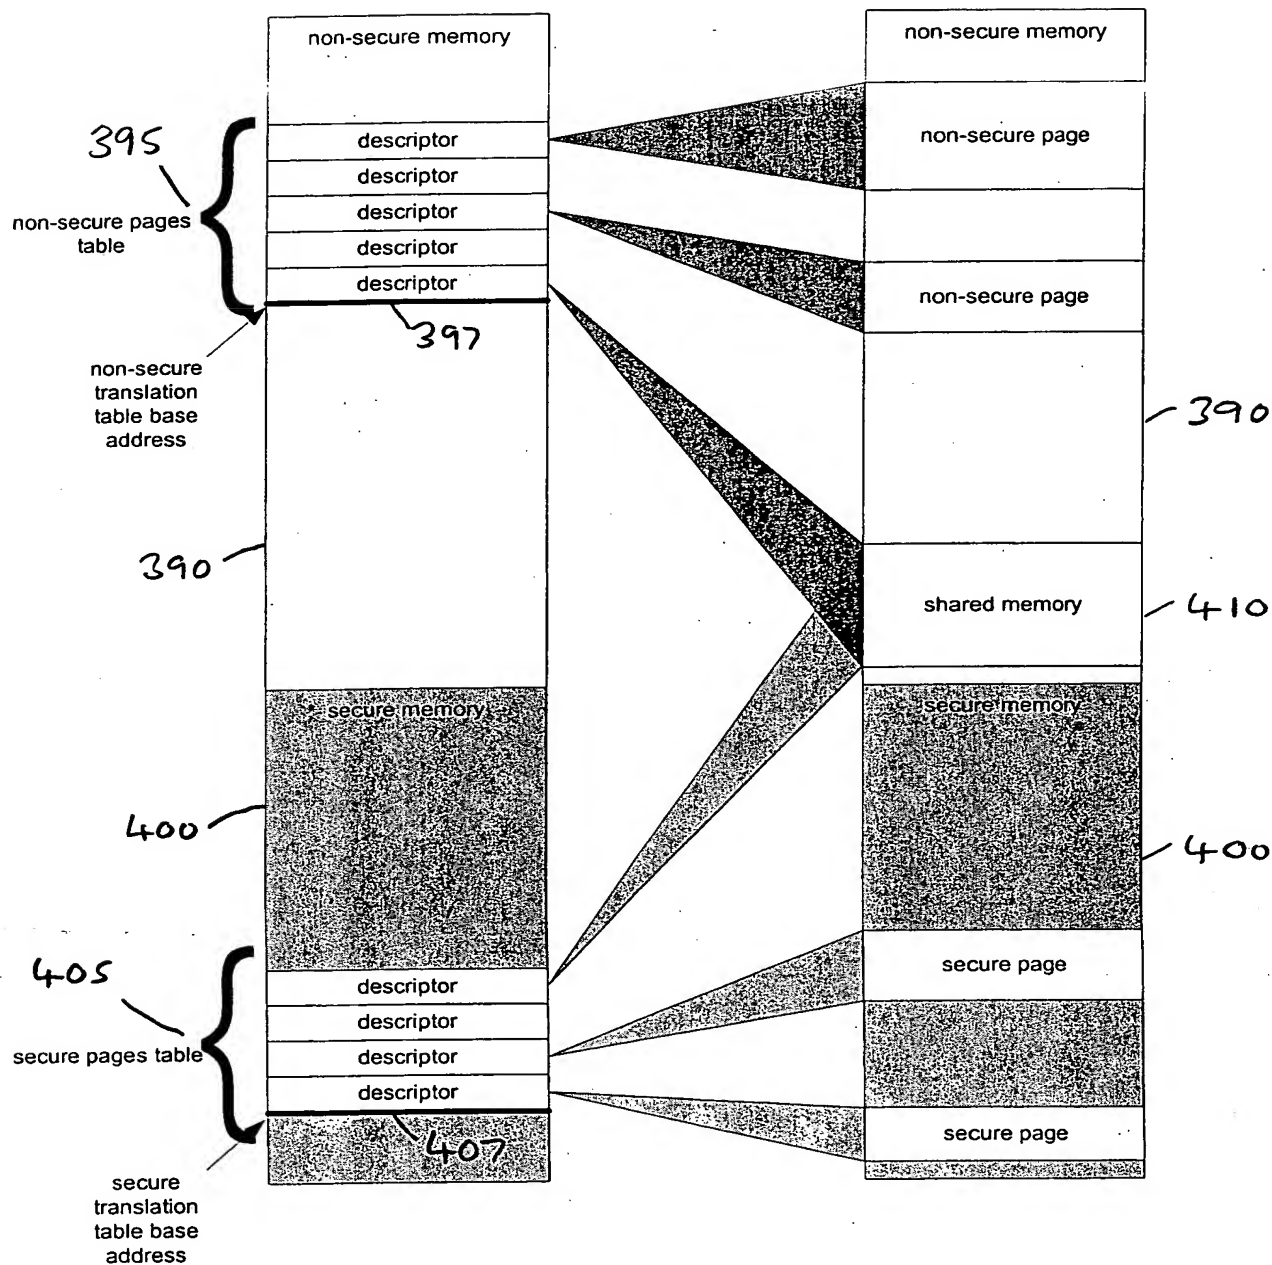 non-secure memory
non-secure memory
395
descriptor
non-secure page
descriptor
descriptor
non-secure pages
table
descriptor
descriptor
non-secure page
397
non-secure
translation
table base
address
390
390
shared memory
410
secure memory
secure memory
400
400
405
secure page
descriptor
descriptor
secure pages table
descriptor
descriptor
secure page
407
secure
translation
table base
address